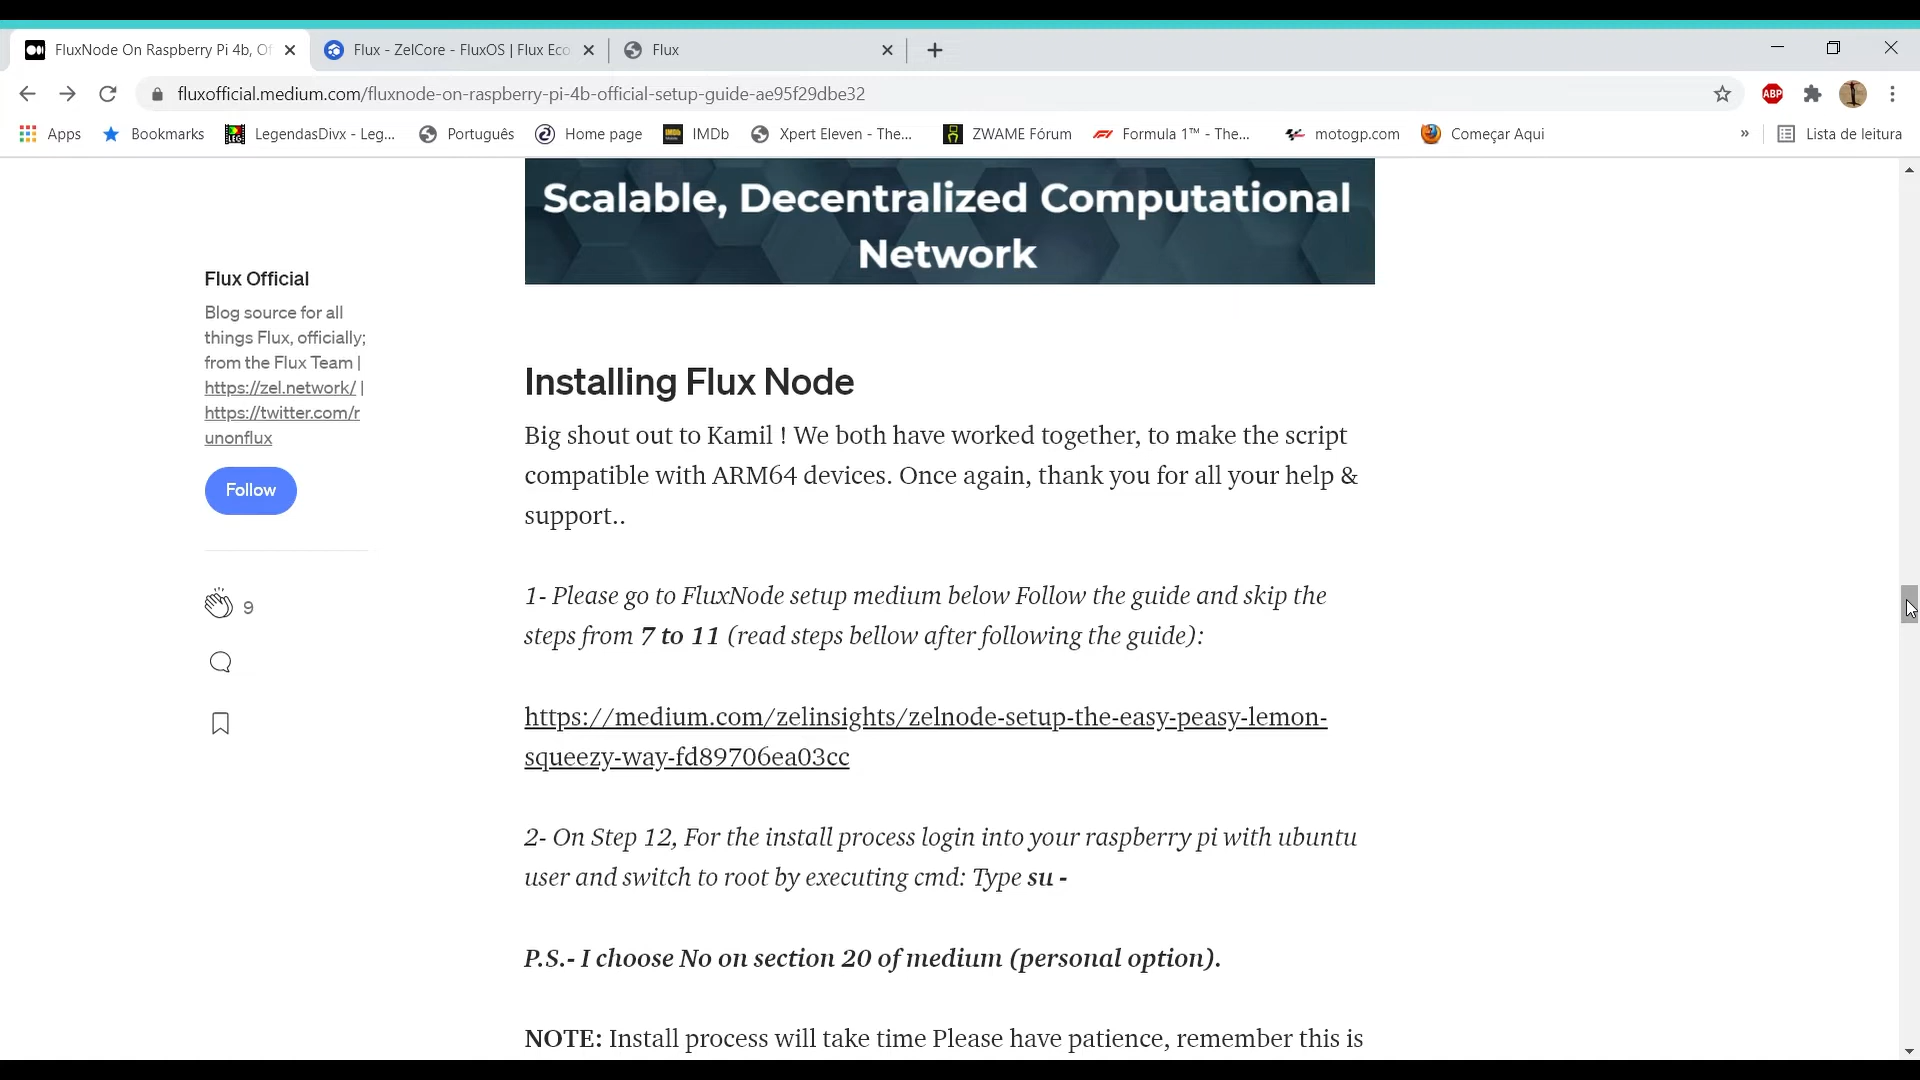 FluxNode On Raspberry Pi 4b, Of
Flux - ZelCore - FluxOS | Flux Eco
Flux
fluxofficial.medium.com/fluxnode-on-raspberry-pi-4b-official-setup-guide-ae95f29dbe32
ABP
Apps
Bookmarks
LegendasDivx - Leg...
Português
Home page
IMDb
Xpert Eleven - The...
ZWAME Fórum
Formula 1™ - The...
motogp.com
Começar Aqui
»
Lista de leitura
Scalable, Decentralized Computational
Network
Flux Official
Blog source for all
things Flux, officially;
from the Flux Team |
https://zel.network/ |
https://twitter.com/r
unonflux
Follow
9
Installing Flux Node
Big shout out to Kamil ! We both have worked together, to make the script
compatible with ARM64 devices. Once again, thank you for all your help &
support..
1- Please go to FluxNode setup medium below Follow the guide and skip the
steps from 7 to 11 (read steps bellow after following the guide):
https://medium.com/zelinsights/zelnode-setup-the-easy-peasy-lemon-
squeezy-way-fd89706ea03cc
2- On Step 12, For the install process login into your raspberry pi with ubuntu
user and switch to root by executing cmd: Type su -
P.S.- I choose No on section 20 of medium (personal option).
NOTE: Install process will take time Please have patience, remember this is